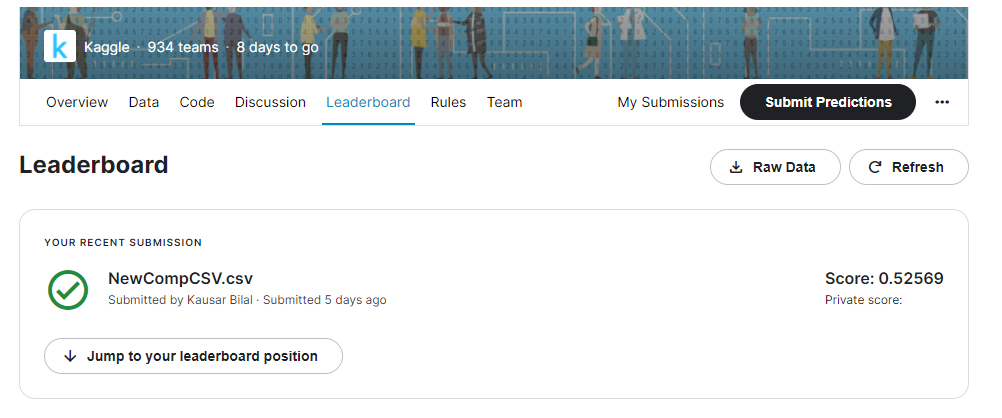 k Kaggle · 934 teams · 8 days to go
Overview Data Code Discussion Leaderboard Rules Team My Submissions Submit Predictions •••
Leaderboard Raw Data Refresh
YOUR RECENT SUBMISSION
NewCompCSV.csv Score: 0.52569
Submitted by Kausar Bilal · Submitted 5 days ago Private score:
Jump to your leaderboard position